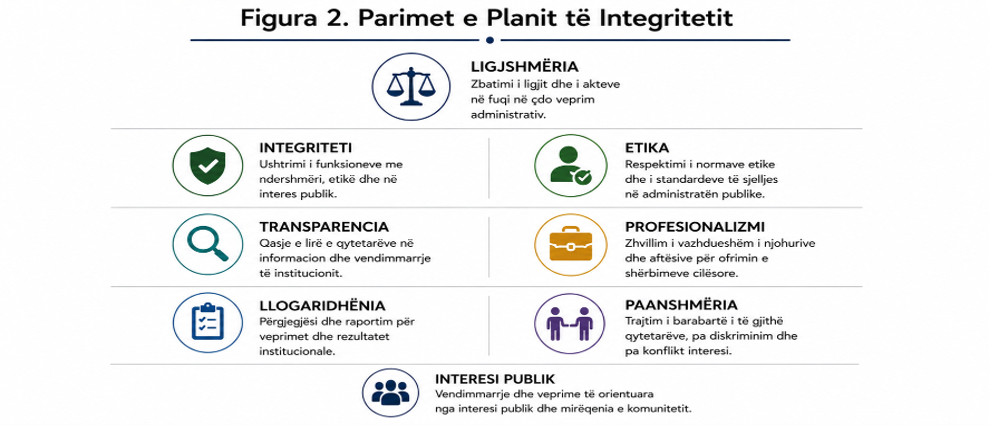 Figura 2. Parimet e Planit të Integritetit
LIGJSHMËRIA
Zbatimi i ligjit dhe i akteve
në fuqi në çdo veprim
administrativ.
INTEGRITETI
Ushtrimi i funksioneve me
ndershmëri, etikë dhe në
interes publik.
ETIKA
Respektimi i normave etike
dhe i standardeve të sjelljes
në administratën publike.
TRANSPARENCIA
Qasje e lirë e qytetarëve në
informacion dhe vendimmarrje
të institucionit.
PROFESIONALIZMI
Zhvillim i vazhdueshëm i njohurive
dhe aftësive për ofrimin e
shërbimeve cilësore.
LLOGARIDHËNIA
Përgjegjësi dhe raportim për
veprimet dhe rezultatet
institucionale.
PAANSHMËRIA
Trajtim i barabartë i të gjithë
qytetarëve, pa diskriminim dhe
pa konflikt interesi.
INTERESI PUBLIK
Vendimmarrje dhe veprime të orientuara
nga interesi publik dhe mirëqenia e komunitetit.